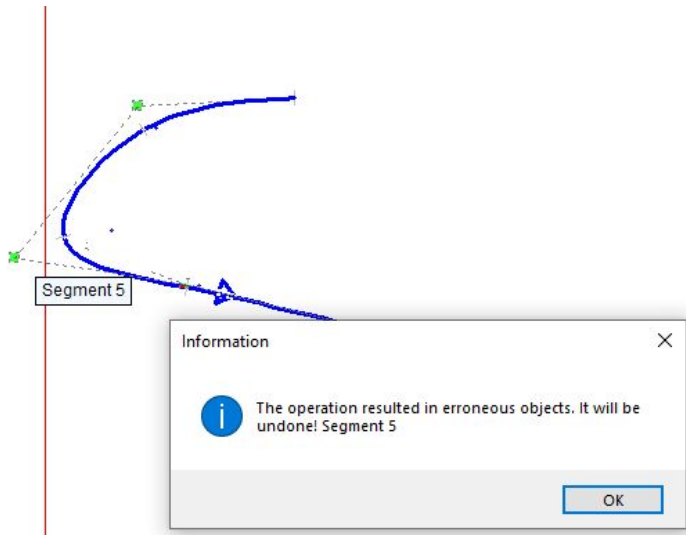 Segment 5
Information
The operation resulted in erroneous objects. It will be
undone! Segment 5
OK